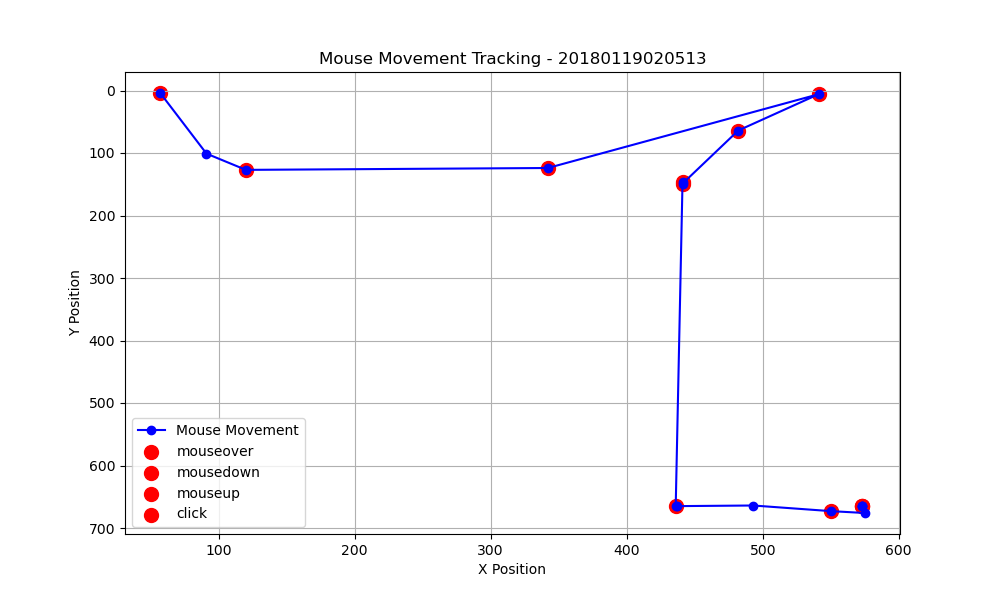 Mouse Movement Tracking - 20180119020513
0
100
200
300
400
500
600
700
Y Position
Mouse Movement
mouseover
mousedown
mouseup
click
100
200
300
400
500
600
X Position